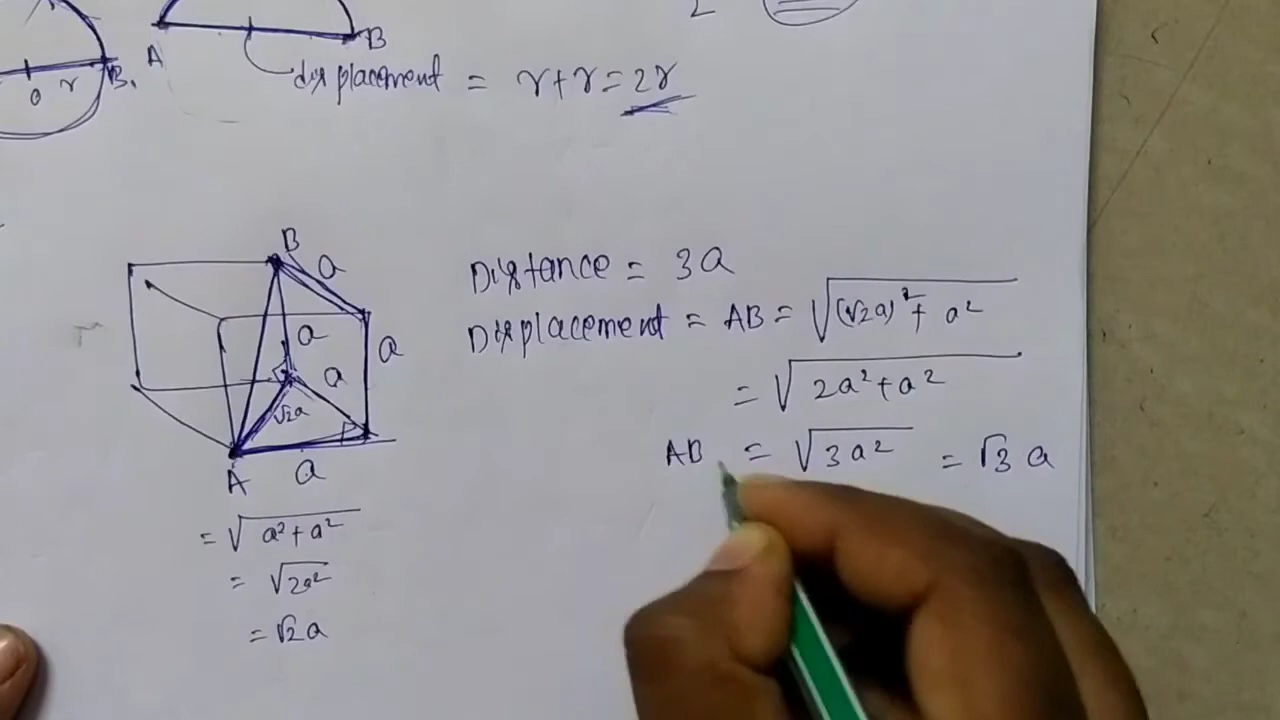 A B
O r B,
displacement = r+r=2r
B
a
a
a
a
√2a
A a
= √a²+a²
= √2a²
= √2a
Distance = 3a
Displacement = AB = √(√2a)²+a²
= √2a²+a²
AB = √3a² = √3 a